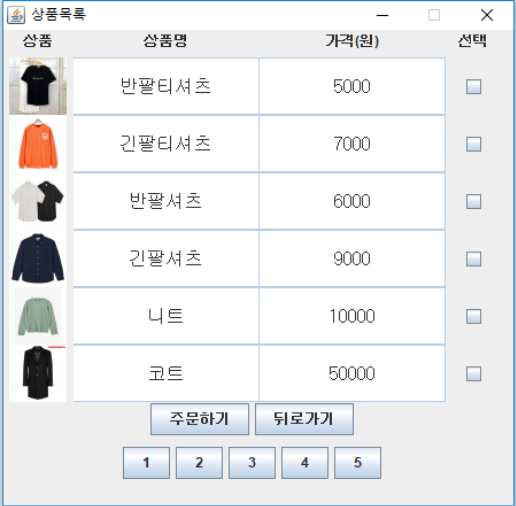 상품목록
상품 상품명 가격(원) 선택
반팔티셔츠 5000
긴팔티셔츠 7000
반팔셔츠 6000
긴팔셔츠 9000
니트 10000
코트 50000
주문하기 뒤로가기
1 2 3 4 5